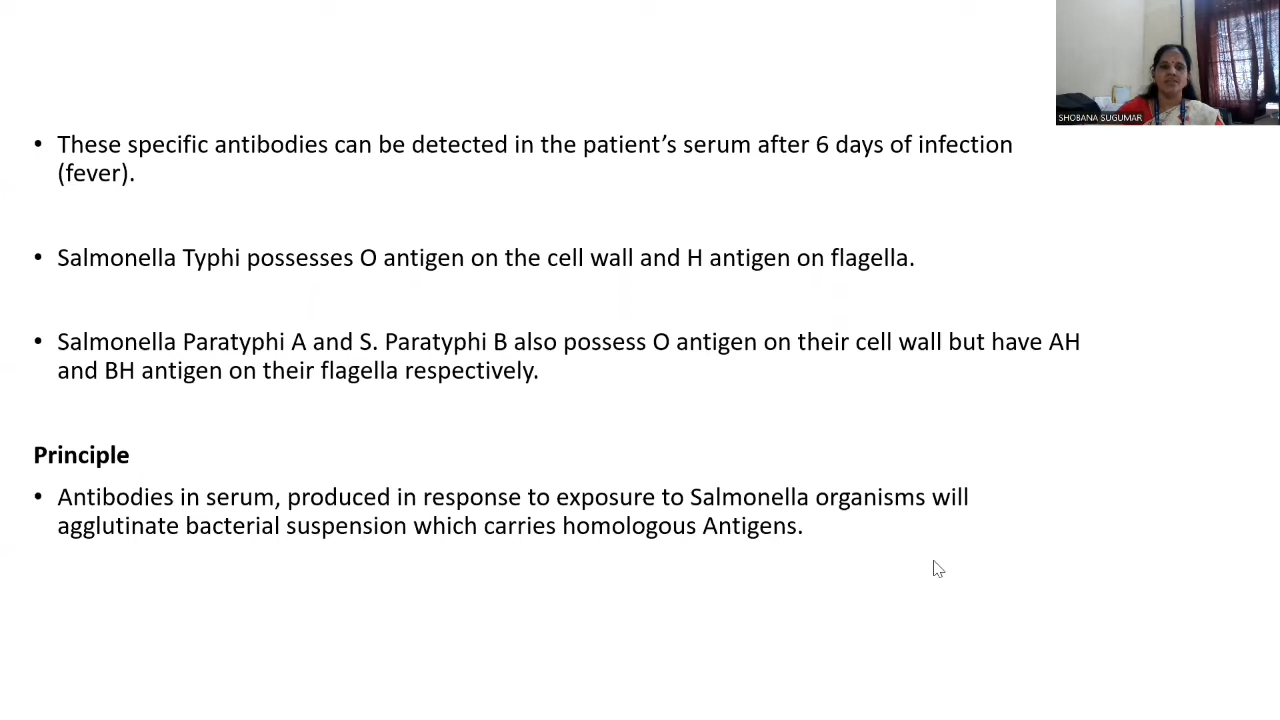 SHOBANA SUGUMAR
• These specific antibodies can be detected in the patient’s serum after 6 days of infection
(fever).
• Salmonella Typhi possesses O antigen on the cell wall and H antigen on flagella.
• Salmonella Paratyphi A and S. Paratyphi B also possess O antigen on their cell wall but have AH
and BH antigen on their flagella respectively.
Principle
• Antibodies in serum, produced in response to exposure to Salmonella organisms will
agglutinate bacterial suspension which carries homologous Antigens.